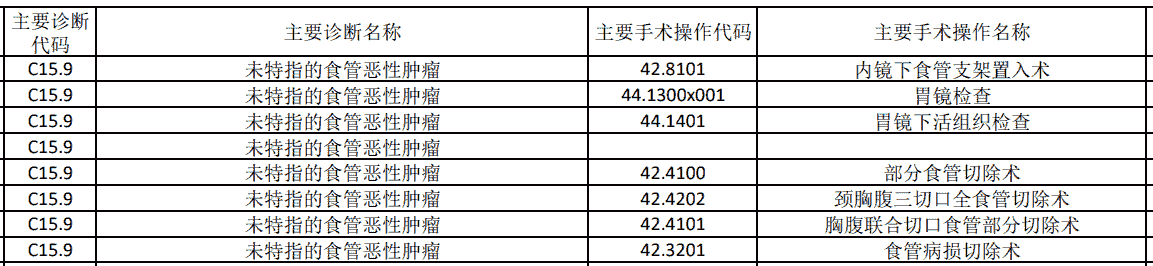 主要诊断代码 主要诊断名称 主要手术操作代码 主要手术操作名称
C15.9 未特指的食管恶性肿瘤 42.8101 内镜下食管支架置入术
C15.9 未特指的食管恶性肿瘤 44.1300x001 胃镜检查
C15.9 未特指的食管恶性肿瘤 44.1401 胃镜下活组织检查
C15.9 未特指的食管恶性肿瘤
C15.9 未特指的食管恶性肿瘤 42.4100 部分食管切除术
C15.9 未特指的食管恶性肿瘤 42.4202 颈胸腹三切口全食管切除术
C15.9 未特指的食管恶性肿瘤 42.4101 胸腹联合切口食管部分切除术
C15.9 未特指的食管恶性肿瘤 42.3201 食管病损切除术